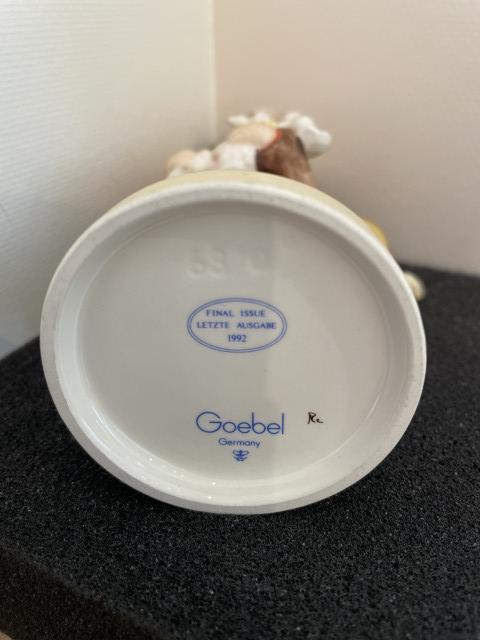 FINAL ISSUE
LETZTE AUSGABE
1992
Goebel
Germany